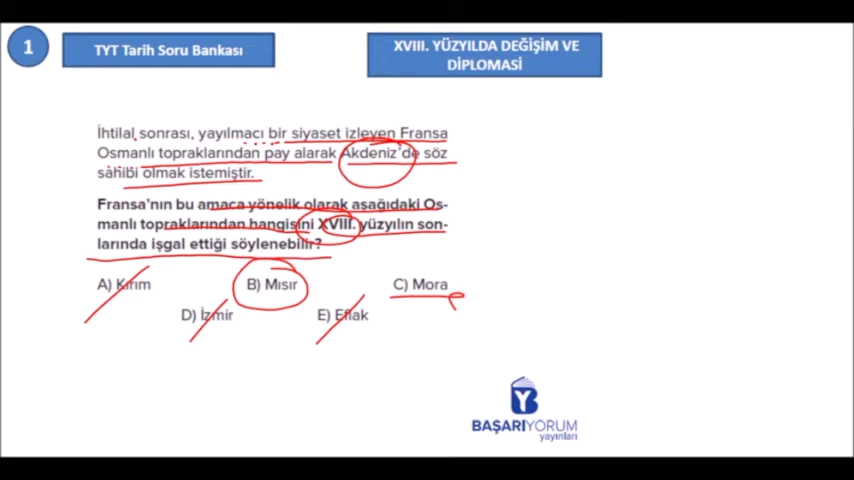 1
TYT Tarih Soru Bankası
XVIII. YÜZYILDA DEĞİŞİM VE
DİPLOMASİ
İhtilal sonrası, yayılmacı bir siyaset izleyen Fransa
Osmanlı topraklarından pay alarak Akdeniz'de söz
sahibi olmak istemiştir.
Fransa'nın bu amaca yönelik olarak aşağıdaki Os-
manlı topraklarından hangisini XVIII. yüzyılın son-
larında işgal ettiği söylenebilir?
A) Kırım B) Mısır C) Mora
D) İzmir E) Eflak
BAŞARIYORUM
yayınları